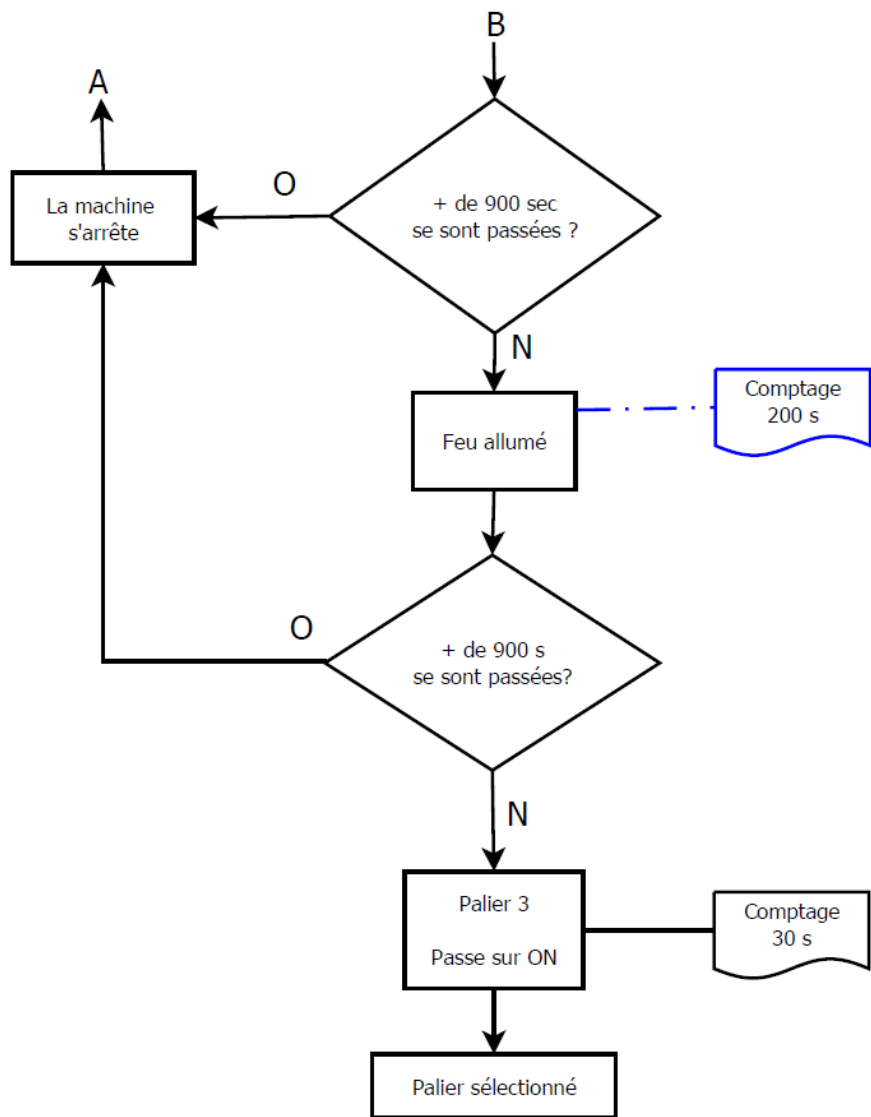 B
A
O
La machine
s'arrête
+ de 900 sec
se sont passées ?
N
Comptage
200 s
Feu allumé
O
+ de 900 s
se sont passées?
N
Palier 3
Passe sur ON
Comptage
30 s
Palier sélectionné